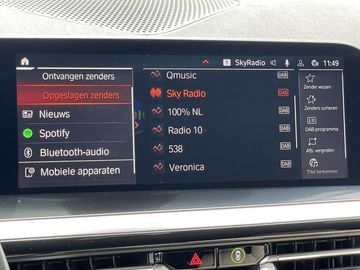 1 SkyRadio 11:49
Ontvangen zenders
Opgeslagen zenders
Nieuws
Spotify
Bluetooth-audio
Mobiele apparaten
Qmusic DAB
Sky Radio DAB
100% NL DAB
Radio 10 DAB
538 DAB
Veronica DAB
Zender wissen
Zenders sorteren
DAB-programma
Afb. vergroten
Titel herkennen